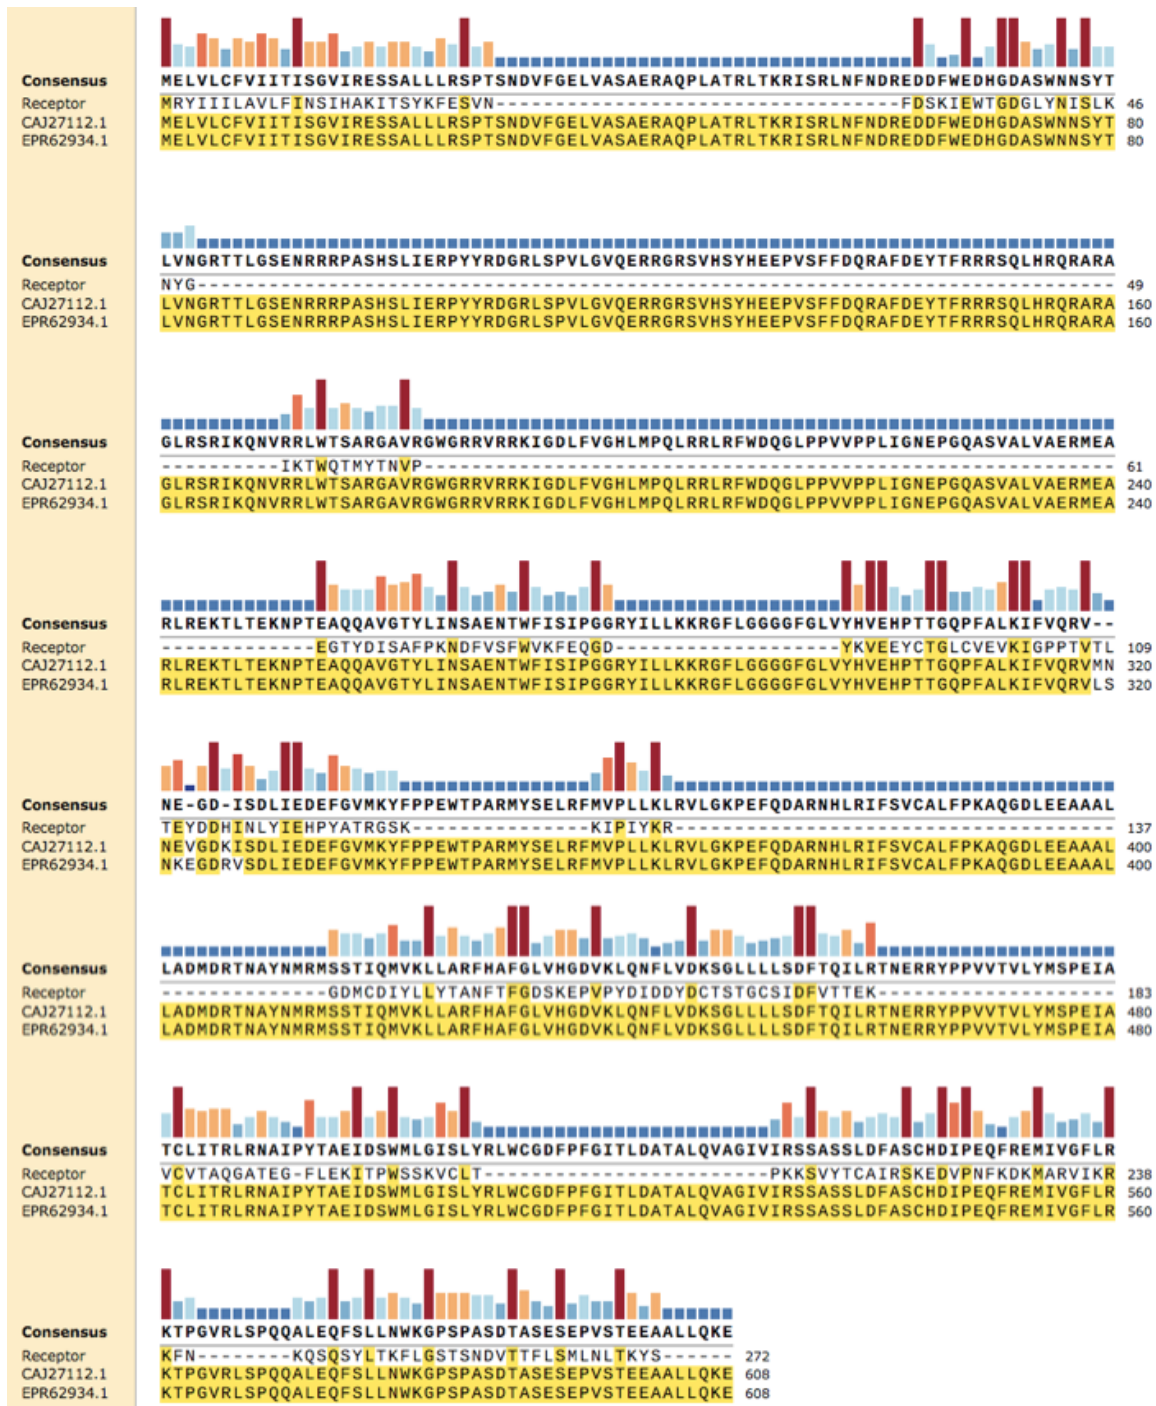 Consensus MELVLCFVIITISGVIRESSALLLRSPTSNDVFGELVASAERAQPLATRLTKRISRLNFNDREDDFWEDHGDASWNNSYT
Receptor MRYIIILAVLFINSIHAKITSYKFESVN----------------------------------FDSKIEWTGDGLYNISLK 46
CAJ27112.1 MELVLCFVIITISGVIRESSALLLRSPTSNDVFGELVASAERAQPLATRLTKRISRLNFNDREDDFWEDHGDASWNNSYT 80
EPR62934.1 MELVLCFVIITISGVIRESSALLLRSPTSNDVFGELVASAERAQPLATRLTKRISRLNFNDREDDFWEDHGDASWNNSYT 80
Consensus LVNGRTTLGSENRRRPASHSLIERPYYRDGRLSPVLGVQERRGRSVHSYHEEPVSFFDQRAFDEYTFRRRSQLHRQRARA
Receptor NYG----------------------------------------------------------------------------- 49
CAJ27112.1 LVNGRTTLGSENRRRPASHSLIERPYYRDGRLSPVLGVQERRGRSVHSYHEEPVSFFDQRAFDEYTFRRRSQLHRQRARA 160
EPR62934.1 LVNGRTTLGSENRRRPASHSLIERPYYRDGRLSPVLGVQERRGRSVHSYHEEPVSFFDQRAFDEYTFRRRSQLHRQRARA 160
Consensus GLRSRIKQNVRRLWTSARGAVRGWGRRVRRKIGDLFVGHLMPQLRRLRFWDQGLPPVVPPLIGNEPGQASVALVAERMEA
Receptor ----------IKTWQTMYTNVP---------------------------------------------------------- 61
CAJ27112.1 GLRSRIKQNVRRLWTSARGAVRGWGRRVRRKIGDLFVGHLMPQLRRLRFWDQGLPPVVPPLIGNEPGQASVALVAERMEA 240
EPR62934.1 GLRSRIKQNVRRLWTSARGAVRGWGRRVRRKIGDLFVGHLMPQLRRLRFWDQGLPPVVPPLIGNEPGQASVALVAERMEA 240
Consensus RLREKTLTEKNPTEAQQAVGTYLINSAENTWFISIPGGRYILLKKRGFLGGGGFGLVYHVEHPTTGQPFALKIFVQRV--
Receptor -------------EGTYDISAFPKNDFVSFWVKFEQGD-------------------YKVEEYCTGLCVEVKIGPPTVTL 109
CAJ27112.1 RLREKTLTEKNPTEAQQAVGTYLINSAENTWFISIPGGRYILLKKRGFLGGGGFGLVYHVEHPTTGQPFALKIFVQRVMN 320
EPR62934.1 RLREKTLTEKNPTEAQQAVGTYLINSAENTWFISIPGGRYILLKKRGFLGGGGFGLVYHVEHPTTGQPFALKIFVQRVLS 320
Consensus NE-GD-ISDLIEDEFGVMKYFPPEWTPARMYSELRFMVPLLKLRVLGKPEFQDARNHLRIFSVCALFPKAQGDLEEAAAL
Receptor TEYDDHINLYIEHPYATRGSK---------------KIPIYKR------------------------------------- 137
CAJ27112.1 NEVGDKISDLIEDEFGVMKYFPPEWTPARMYSELRFMVPLLKLRVLGKPEFQDARNHLRIFSVCALFPKAQGDLEEAAAL 400
EPR62934.1 NKEGDRVSDLIEDEFGVMKYFPPEWTPARMYSELRFMVPLLKLRVLGKPEFQDARNHLRIFSVCALFPKAQGDLEEAAAL 400
Consensus LADMDRTNAYNMRMSSTIQMVKLLARFHAFGLVHGDVKLQNFLVDKSGLLLLSDFTQILRTNERRYPPVVTVLYMSPEIA
Receptor --------------GDMCDIYLLYTANFTFGDSKEPVPYDIDDYDCTSTGCSIDFVTTEK-------------------- 183
CAJ27112.1 LADMDRTNAYNMRMSSTIQMVKLLARFHAFGLVHGDVKLQNFLVDKSGLLLLSDFTQILRTNERRYPPVVTVLYMSPEIA 480
EPR62934.1 LADMDRTNAYNMRMSSTIQMVKLLARFHAFGLVHGDVKLQNFLVDKSGLLLLSDFTQILRTNERRYPPVVTVLYMSPEIA 480
Consensus TCLITRLRNAIPYTAEIDSWMLGISLYRLWCGDFPFGITLDATALQVAGIVIRSSASSLDFASCHDIPEQFREMIVGFLR
Receptor VCVTAQGATEG-FLEKITPWSSKVCLT------------------------PKKSVYTCAIRSKEDVPNFKDKMARVIKR 238
CAJ27112.1 TCLITRLRNAIPYTAEIDSWMLGISLYRLWCGDFPFGITLDATALQVAGIVIRSSASSLDFASCHDIPEQFREMIVGFLR 560
EPR62934.1 TCLITRLRNAIPYTAEIDSWMLGISLYRLWCGDFPFGITLDATALQVAGIVIRSSASSLDFASCHDIPEQFREMIVGFLR 560
Consensus KTPGVRLSPQQALEQFSLLNWKGPSPASDTASESEPVSTEEAALLQKE
Receptor KFN--------KQSQSYLTKFLGSTSNDVTTFLSMLNLTKYS------ 272
CAJ27112.1 KTPGVRLSPQQALEQFSLLNWKGPSPASDTASESEPVSTEEAALLQKE 608
EPR62934.1 KTPGVRLSPQQALEQFSLLNWKGPSPASDTASESEPVSTEEAALLQKE 608